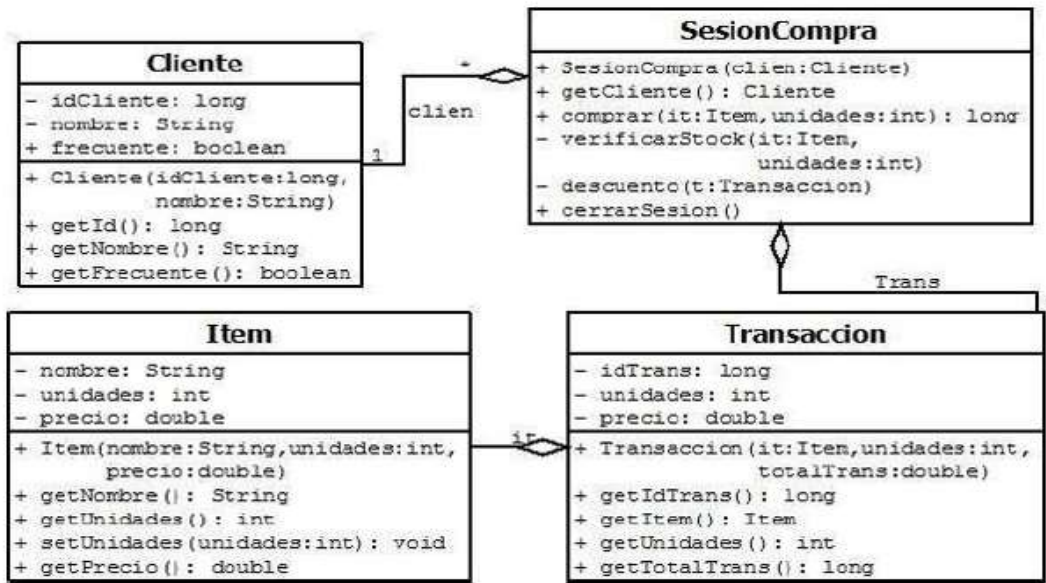 Cliente
- idCliente: long
- nombre: String
+ frecuente: boolean
+ Cliente(idCliente:long,
nombre:String)
+ getId(): long
+ getNombre(): String
+ getFrecuente(): boolean
*
clien
1
SesionCompra
+ SesionCompra(clien:Cliente)
+ getCliente(): Cliente
+ comprar(it:Item,unidades:int): long
- verificarStock(it:Item,
unidades:int)
- descuento(t:Transaccion)
+ cerrarSesion()
Trans
Item
- nombre: String
- unidades: int
- precio: double
+ Item(nombre:String,unidades:int,
precio:double)
+ getNombre(): String
+ getUnidades(): int
+ setUnidades(unidades:int): void
+ getPrecio(): double
it
Transaccion
- idTrans: long
- unidades: int
- precio: double
+ Transaccion(it:Item,unidades:int,
totalTrans:double)
+ getIdTrans(): long
+ getItem(): Item
+ getUnidades(): int
+ getTotalTrans(): long